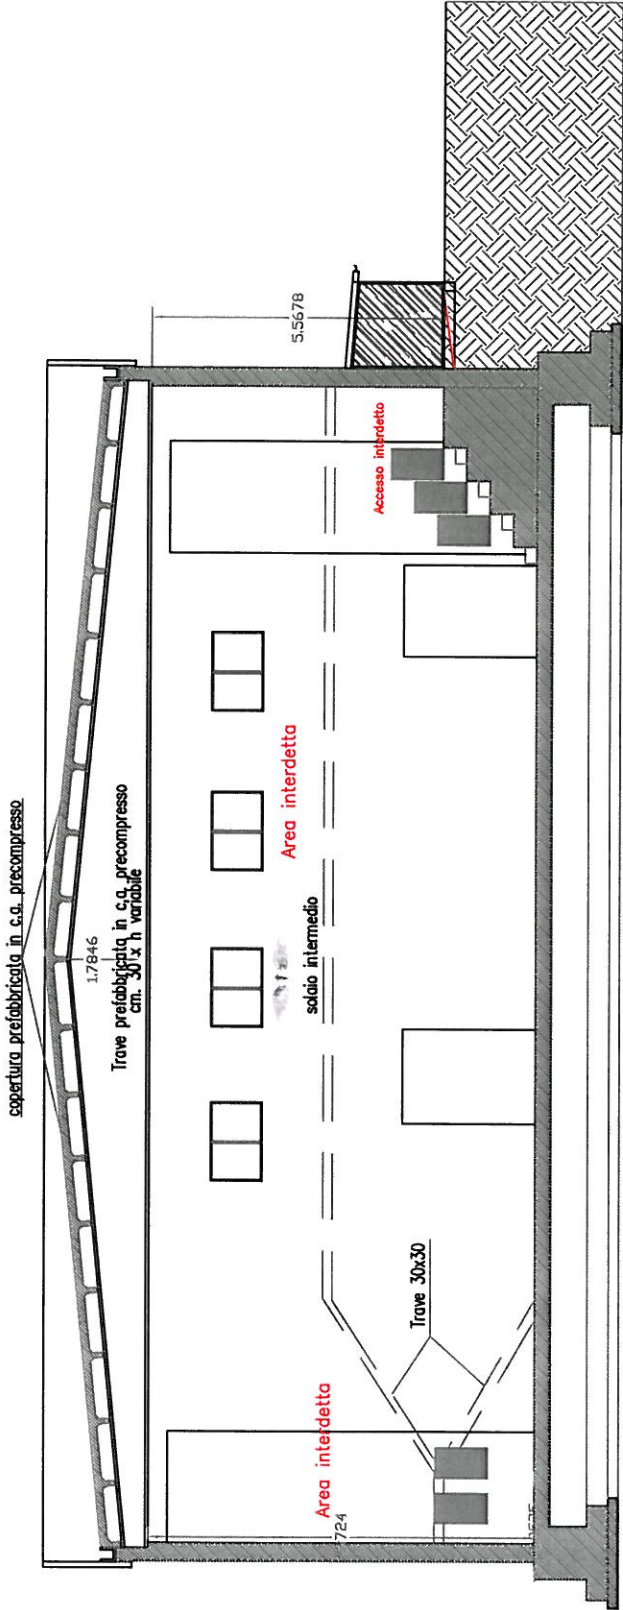 copertura prefabbricata in c.a. precompresso
1.7846
Trave prefabbricata in c.a. precompresso
cm. 30 x h variabile
5.5678
Area interdetta
Accesso interdetto
solaio intermedio
Area interdetta
Trave 30x30
724